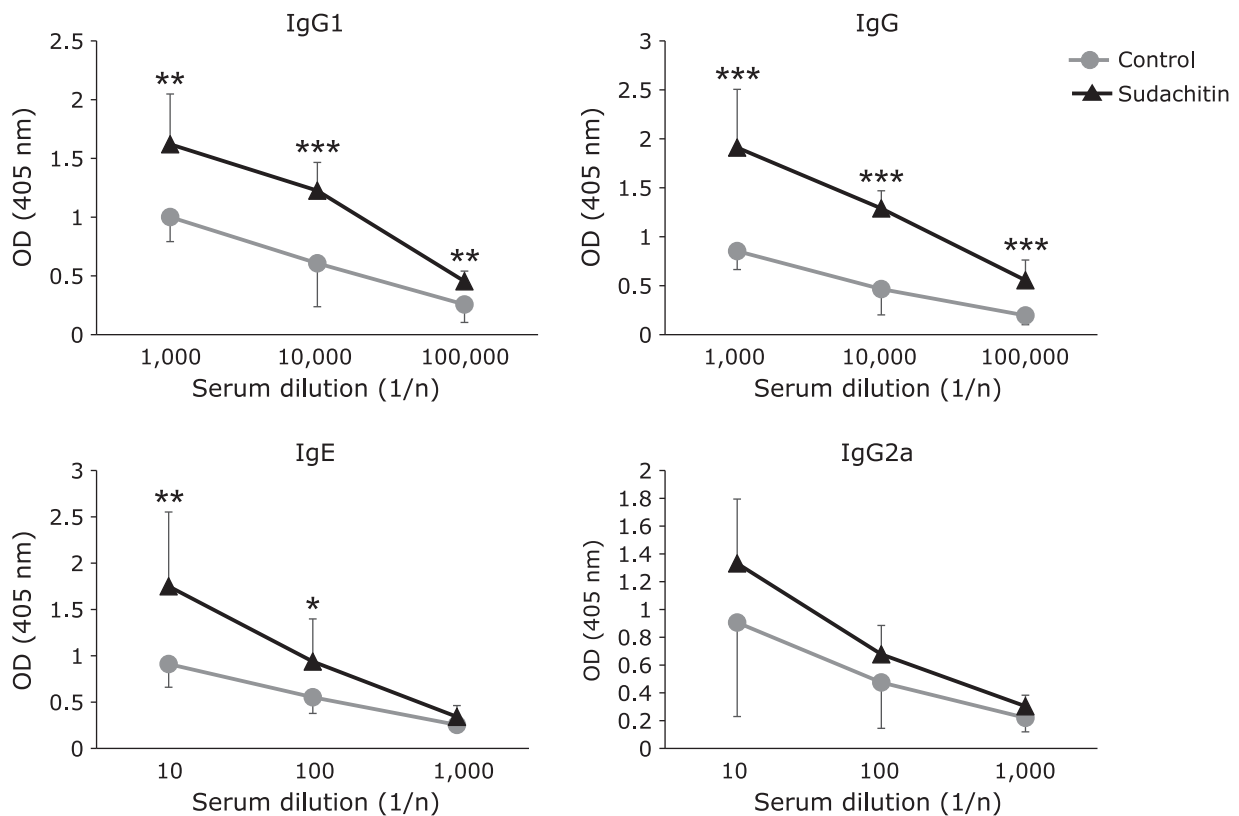 IgG1
2.5
2
1.5
1
0.5
0
OD (405 nm)
**
***
**
1,000 10,000 100,000
Serum dilution (1/n)
IgG
3
2.5
2
1.5
1
0.5
0
OD (405 nm)
***
***
***
1,000 10,000 100,000
Serum dilution (1/n)
Control
Sudachitin
IgE
3
2.5
2
1.5
1
0.5
0
OD (405 nm)
**
*
10 100 1,000
Serum dilution (1/n)
IgG2a
2
1.8
1.6
1.4
1.2
1
0.8
0.6
0.4
0.2
0
OD (405 nm)
10 100 1,000
Serum dilution (1/n)